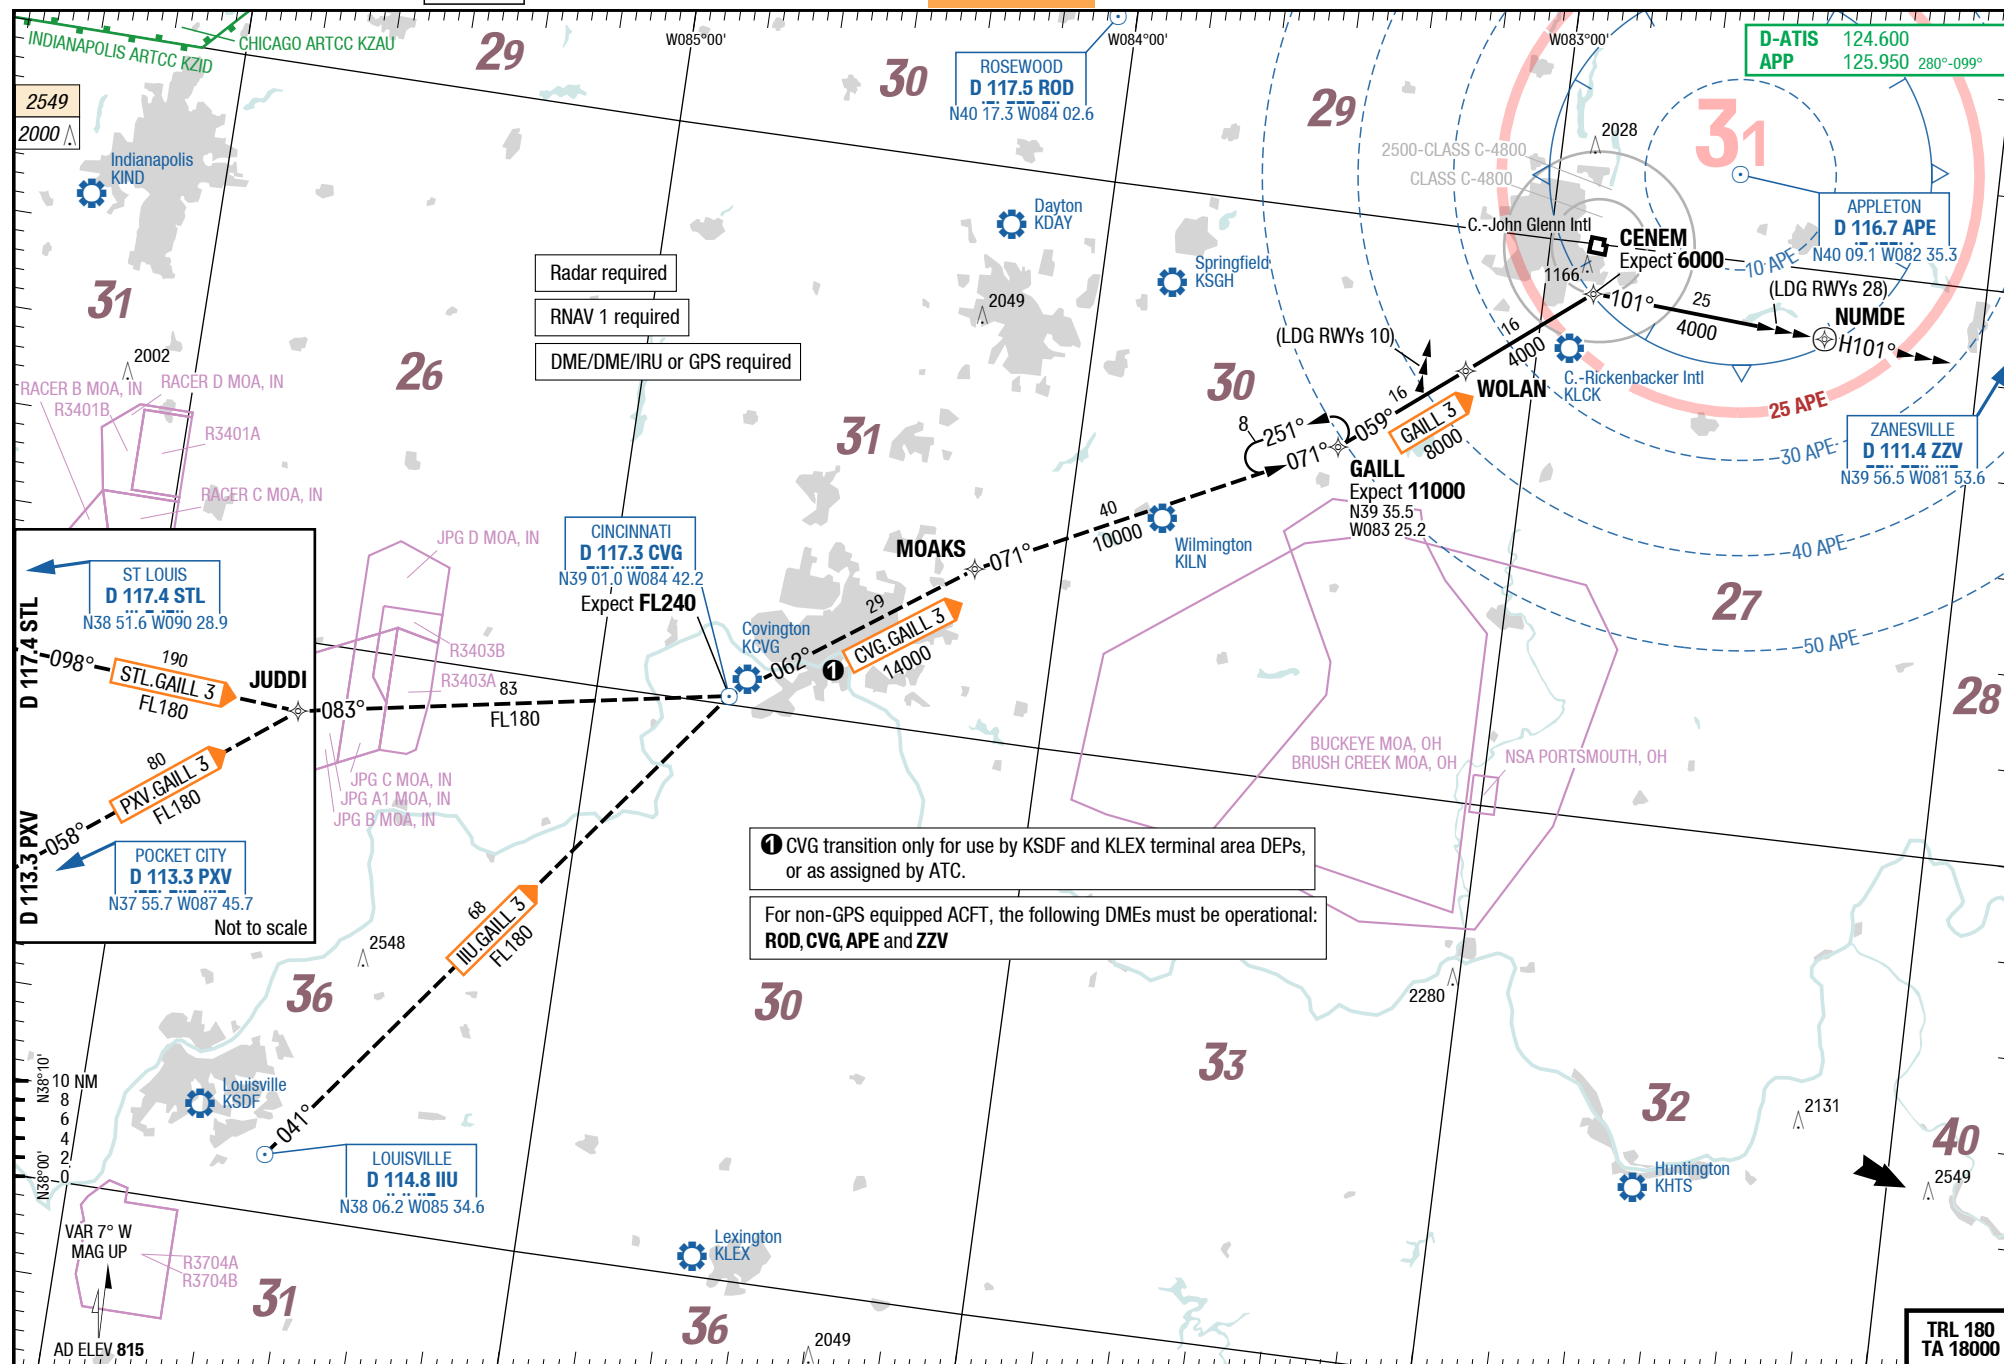 INDIANAPOLIS ARTCC KZID
CHICAGO ARTCC KZAU
29
W085°00'
30
ROSEWOOD
D 117.5 ROD
N40 17.3 W084 02.6
W084°00'
29
W083°00'
D-ATIS 124.600
APP 125.950 280°-099°
2549
2000
Indianapolis
KIND
31
2002
RACER B MOA, IN
RACER D MOA, IN
R3401B
R3401A
RACER C MOA, IN
26
Radar required
RNAV 1 required
DME/DME/IRU or GPS required
Dayton
KDAY
2049
Springfield
KSGH
31
30
2500-CLASS C-4800
CLASS C-4800
2028
31
C.-John Glenn Intl
1166
CENEM
Expect 6000
APPLETON
D 116.7 APE
N40 09.1 W082 35.3
10 APE
(LDG RWYs 28)
101°
25
4000
NUMDE
H101°
(LDG RWYs 10)
16
4000
WOLAN
C.-Rickenbacker Intl
KLCK
25 APE
ZANESVILLE
D 111.4 ZZV
N39 56.5 W081 53.6
30 APE
40 APE
50 APE
8
251°
071°
059°
16
GAILL 3
8000
GAILL
Expect 11000
N39 35.5
W083 25.2
40
10000
Wilmington
KILN
MOAKS
071°
CINCINNATI
D 117.3 CVG
N39 01.0 W084 42.2
Expect FL240
Covington
KCVG
062°
29
CVG.GAILL 3
14000
1
JPG D MOA, IN
R3403B
R3403A
83
FL180
083°
JPG C MOA, IN
JPG A1 MOA, IN
JPG B MOA, IN
ST LOUIS
D 117.4 STL
N38 51.6 W090 28.9
D 117.4 STL
098°
190
STL.GAILL 3
FL180
JUDDI
80
PXV.GAILL 3
FL180
058°
D 113.3 PXV
POCKET CITY
D 113.3 PXV
N37 55.7 W087 45.7
Not to scale
27
28
BUCKEYE MOA, OH
BRUSH CREEK MOA, OH
NSA PORTSMOUTH, OH
1 CVG transition only for use by KSDF and KLEX terminal area DEPs,
or as assigned by ATC.
For non-GPS equipped ACFT, the following DMEs must be operational:
ROD, CVG, APE and ZZV
68
IIU.GAILL 3
FL180
2548
36
30
33
2280
32
2131
40
2549
N38°10'
10 NM
8
6
4
2
0
N38°00'
Louisville
KSDF
041°
LOUISVILLE
D 114.8 IIU
N38 06.2 W085 34.6
Huntington
KHTS
VAR 7° W
MAG UP
R3704A
R3704B
31
Lexington
KLEX
36
2049
AD ELEV 815
TRL 180
TA 18000